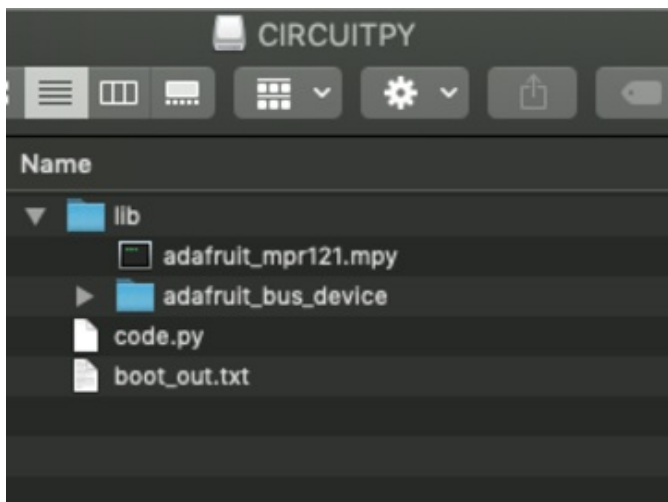 CIRCUITPY
Name
lib
adafruit_mpr121.mpy
adafruit_bus_device
code.py
boot_out.txt